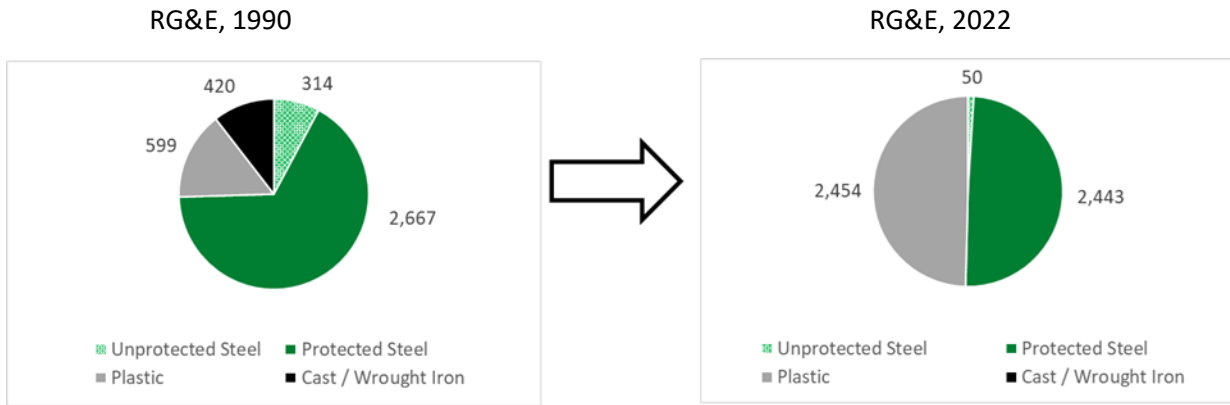 RG&E, 1990
RG&E, 2022
420
314
599
2,667
Unprotected Steel
Protected Steel
Plastic
Cast / Wrought Iron
50
2,454
2,443
Unprotected Steel
Protected Steel
Plastic
Cast / Wrought Iron